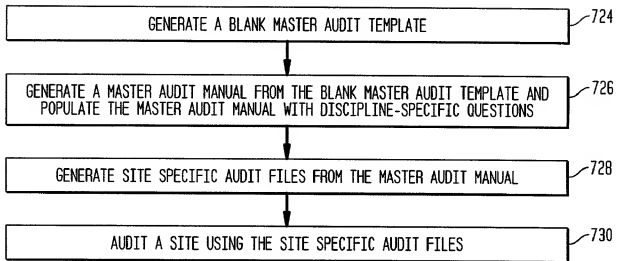 GENERATE A BLANK MASTER AUDIT TEMPLATE
724
GENERATE A MASTER AUDIT MANUAL FROM THE BLANK MASTER AUDIT TEMPLATE AND
POPULATE THE MASTER AUDIT MANUAL WITH DISCIPLINE-SPECIFIC QUESTIONS
726
GENERATE SITE SPECIFIC AUDIT FILES FROM THE MASTER AUDIT MANUAL
728
AUDIT A SITE USING THE SITE SPECIFIC AUDIT FILES
730